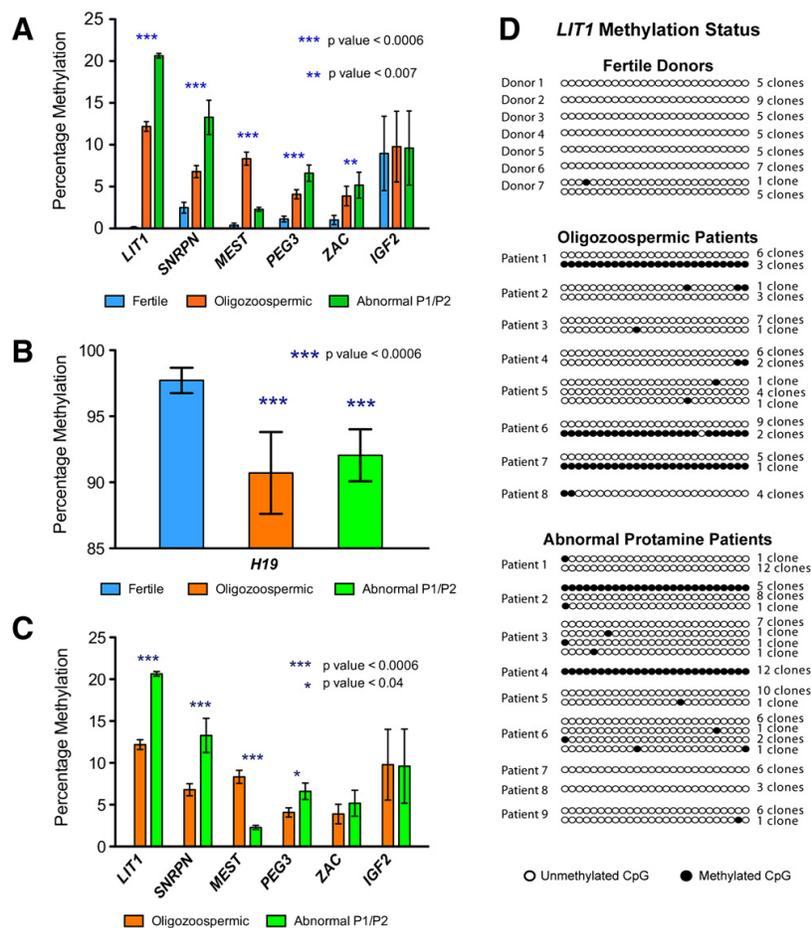 A
25
20
15
10
5
0
Percentage Methylation
***
***
***
***
**
*** p value < 0.0006
** p value < 0.007
LIT1
SNRPN
MEST
PEG3
ZAC
IGF2
Fertile
Oligozoospermic
Abnormal P1/P2
B
100
95
90
85
Percentage Methylation
*** p value < 0.0006
***
***
H19
Fertile
Oligozoospermic
Abnormal P1/P2
C
25
20
15
10
5
0
Percentage Methylation
***
***
***
*
*** p value < 0.0006
* p value < 0.04
LIT1
SNRPN
MEST
PEG3
ZAC
IGF2
Oligozoospermic
Abnormal P1/P2
D
LIT1 Methylation Status
Fertile Donors
Donor 1 5 clones
Donor 2 9 clones
Donor 3 5 clones
Donor 4 5 clones
Donor 5 5 clones
Donor 6 7 clones
Donor 7 1 clone
5 clones
Oligozoospermic Patients
Patient 1 6 clones
3 clones
Patient 2 1 clone
3 clones
Patient 3 7 clones
1 clone
Patient 4 6 clones
2 clones
Patient 5 1 clone
4 clones
1 clone
Patient 6 9 clones
2 clones
Patient 7 5 clones
1 clone
Patient 8 4 clones
Abnormal Protamine Patients
Patient 1 1 clone
12 clones
Patient 2 5 clones
8 clones
1 clone
Patient 3 7 clones
1 clone
1 clone
1 clone
Patient 4 12 clones
Patient 5 10 clones
1 clone
Patient 6 6 clones
1 clone
2 clones
1 clone
Patient 7 6 clones
Patient 8 3 clones
Patient 9 6 clones
1 clone
Unmethylated CpG
Methylated CpG